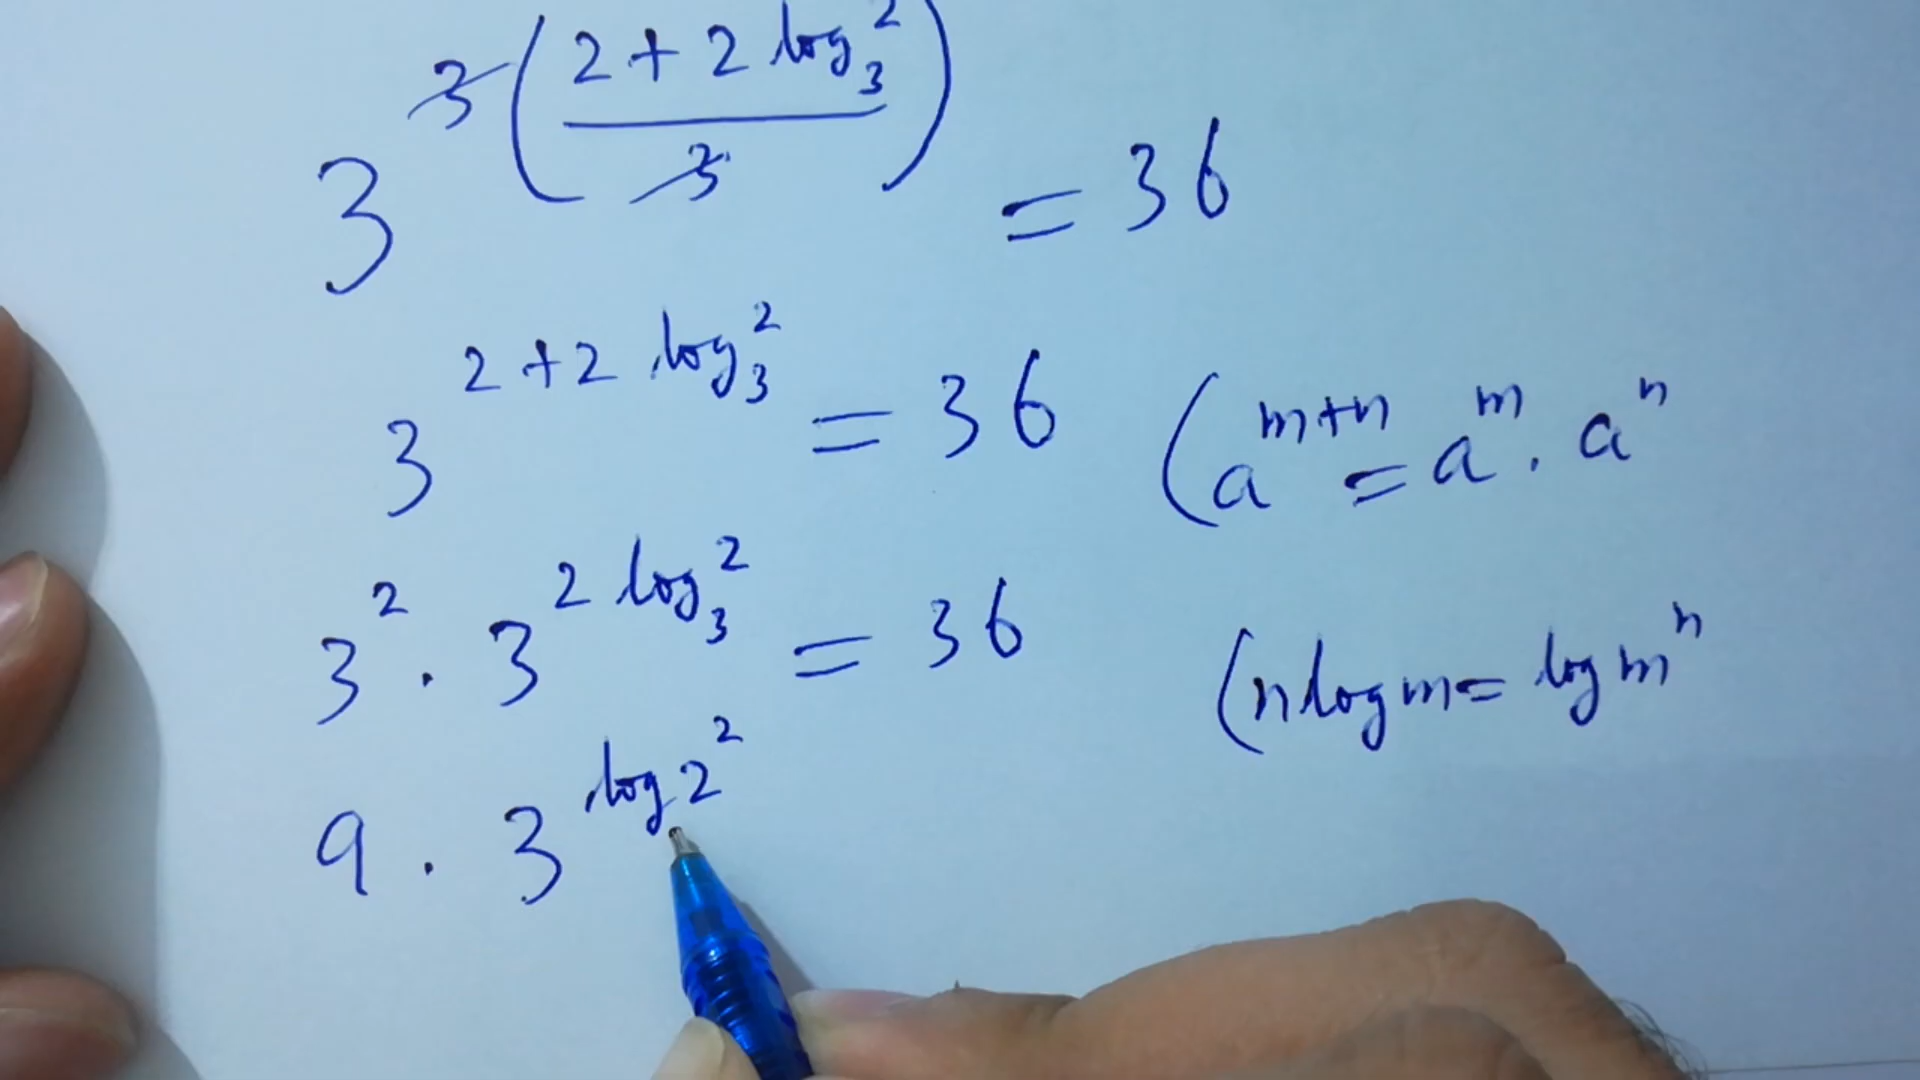 3^{3(\frac{2+2 log_3^2}{3})} = 36
3^{2+2 log_3^2} = 36 (a^{m+n} = a^m . a^n
3^2 . 3^{2 log_3^2} = 36 (n log m = log m^n
9 . 3^{log 2^2}